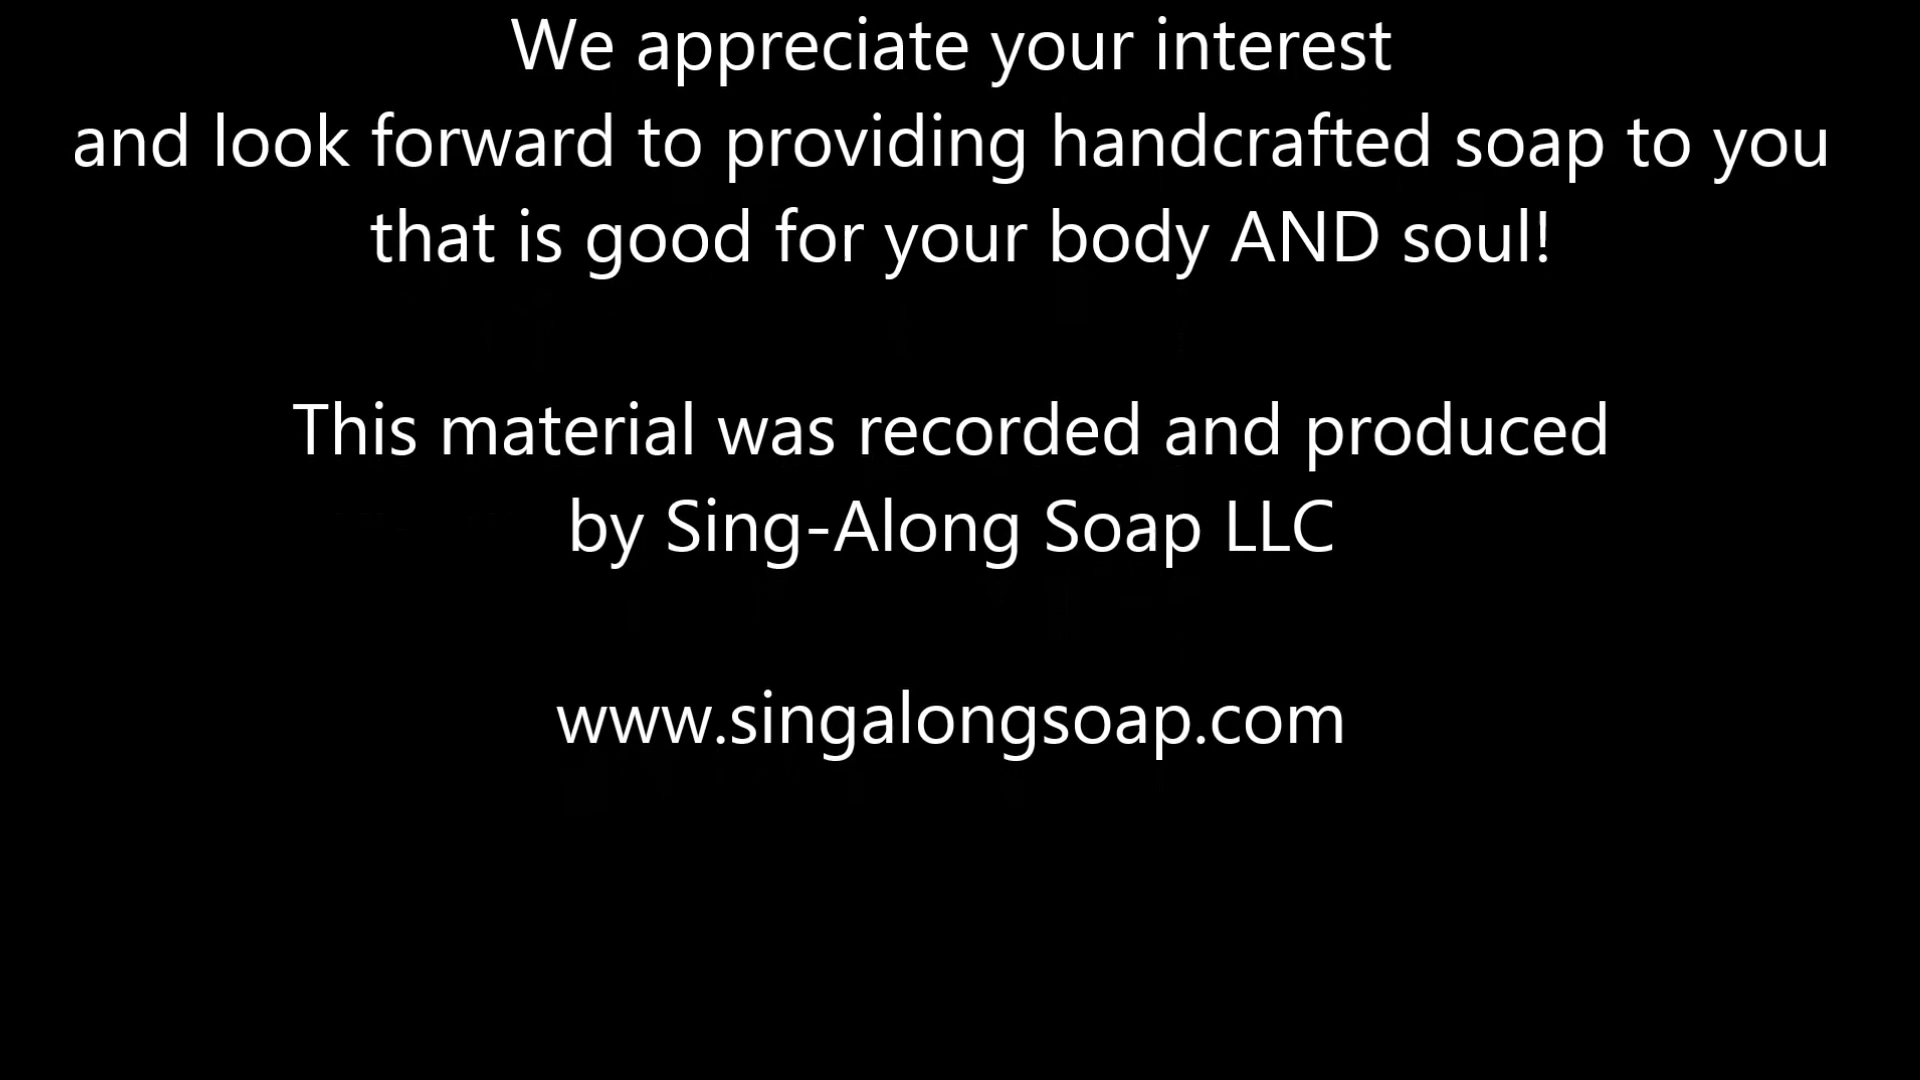 We appreciate your interest
and look forward to providing handcrafted soap to you
that is good for your body AND soul!
This material was recorded and produced
by Sing-Along Soap LLC
www.singalongsoap.com